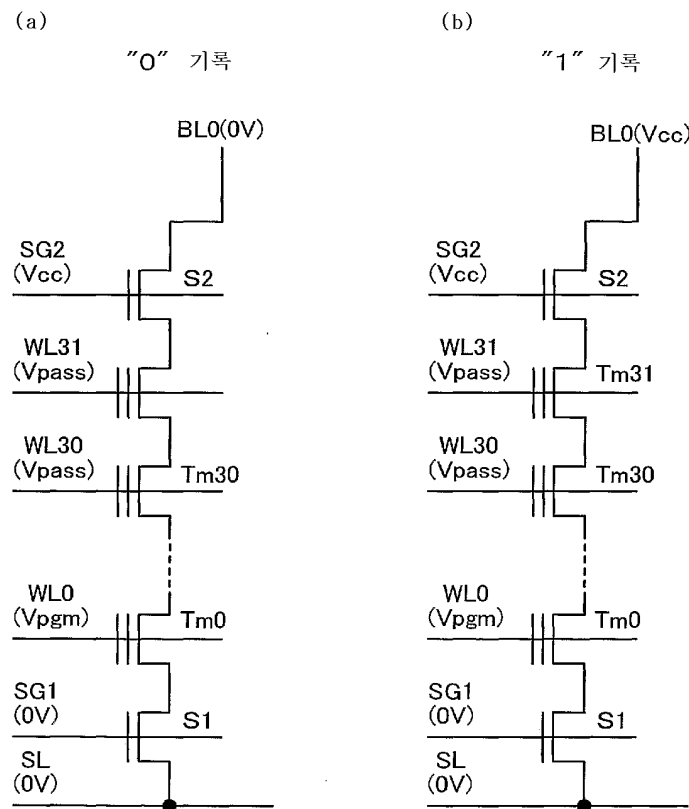 (a)
"0" 기록
BL0(0V)
SG2
(Vcc)
S2
WL31
(Vpass)
WL30
(Vpass)
Tm30
WL0
(Vpgm)
Tm0
SG1
(0V)
S1
SL
(0V)
(b)
"1" 기록
BL0(Vcc)
SG2
(Vcc)
S2
WL31
(Vpass)
Tm31
WL30
(Vpass)
Tm30
WL0
(Vpgm)
Tm0
SG1
(0V)
S1
SL
(0V)